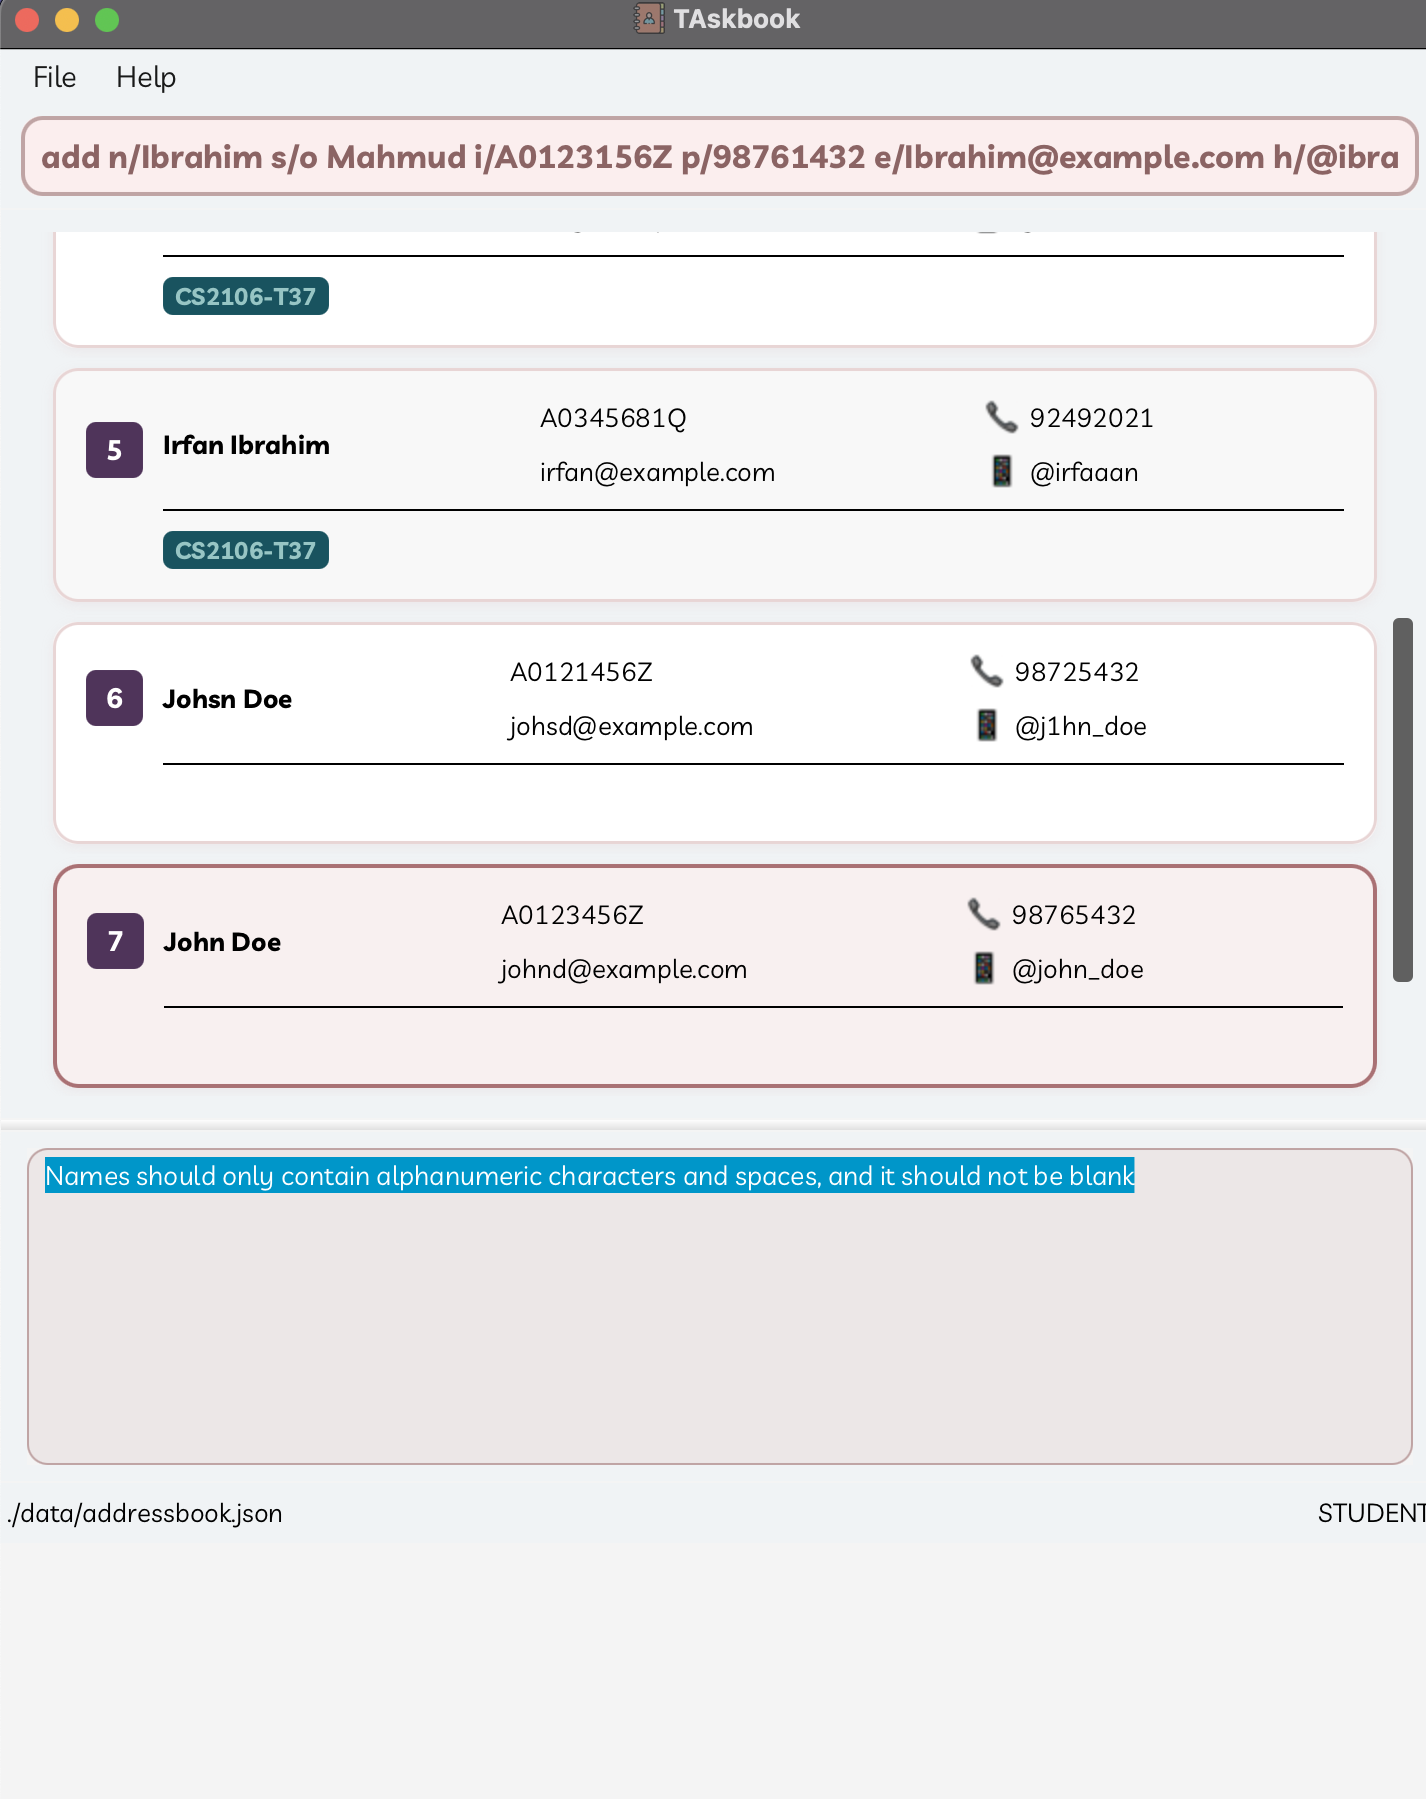 TAskbook
File Help
add n/Ibrahim s/o Mahmud i/A0123156Z p/98761432 e/Ibrahim@example.com h/@ibra
CS2106-T37
5
Irfan Ibrahim
A0345681Q
irfan@example.com
92492021
@irfaaan
CS2106-T37
6
Johsn Doe
A0121456Z
johsd@example.com
98725432
@j1hn_doe
7
John Doe
A0123456Z
johnd@example.com
98765432
@john_doe
Names should only contain alphanumeric characters and spaces, and it should not be blank
./data/addressbook.json
STUDENT